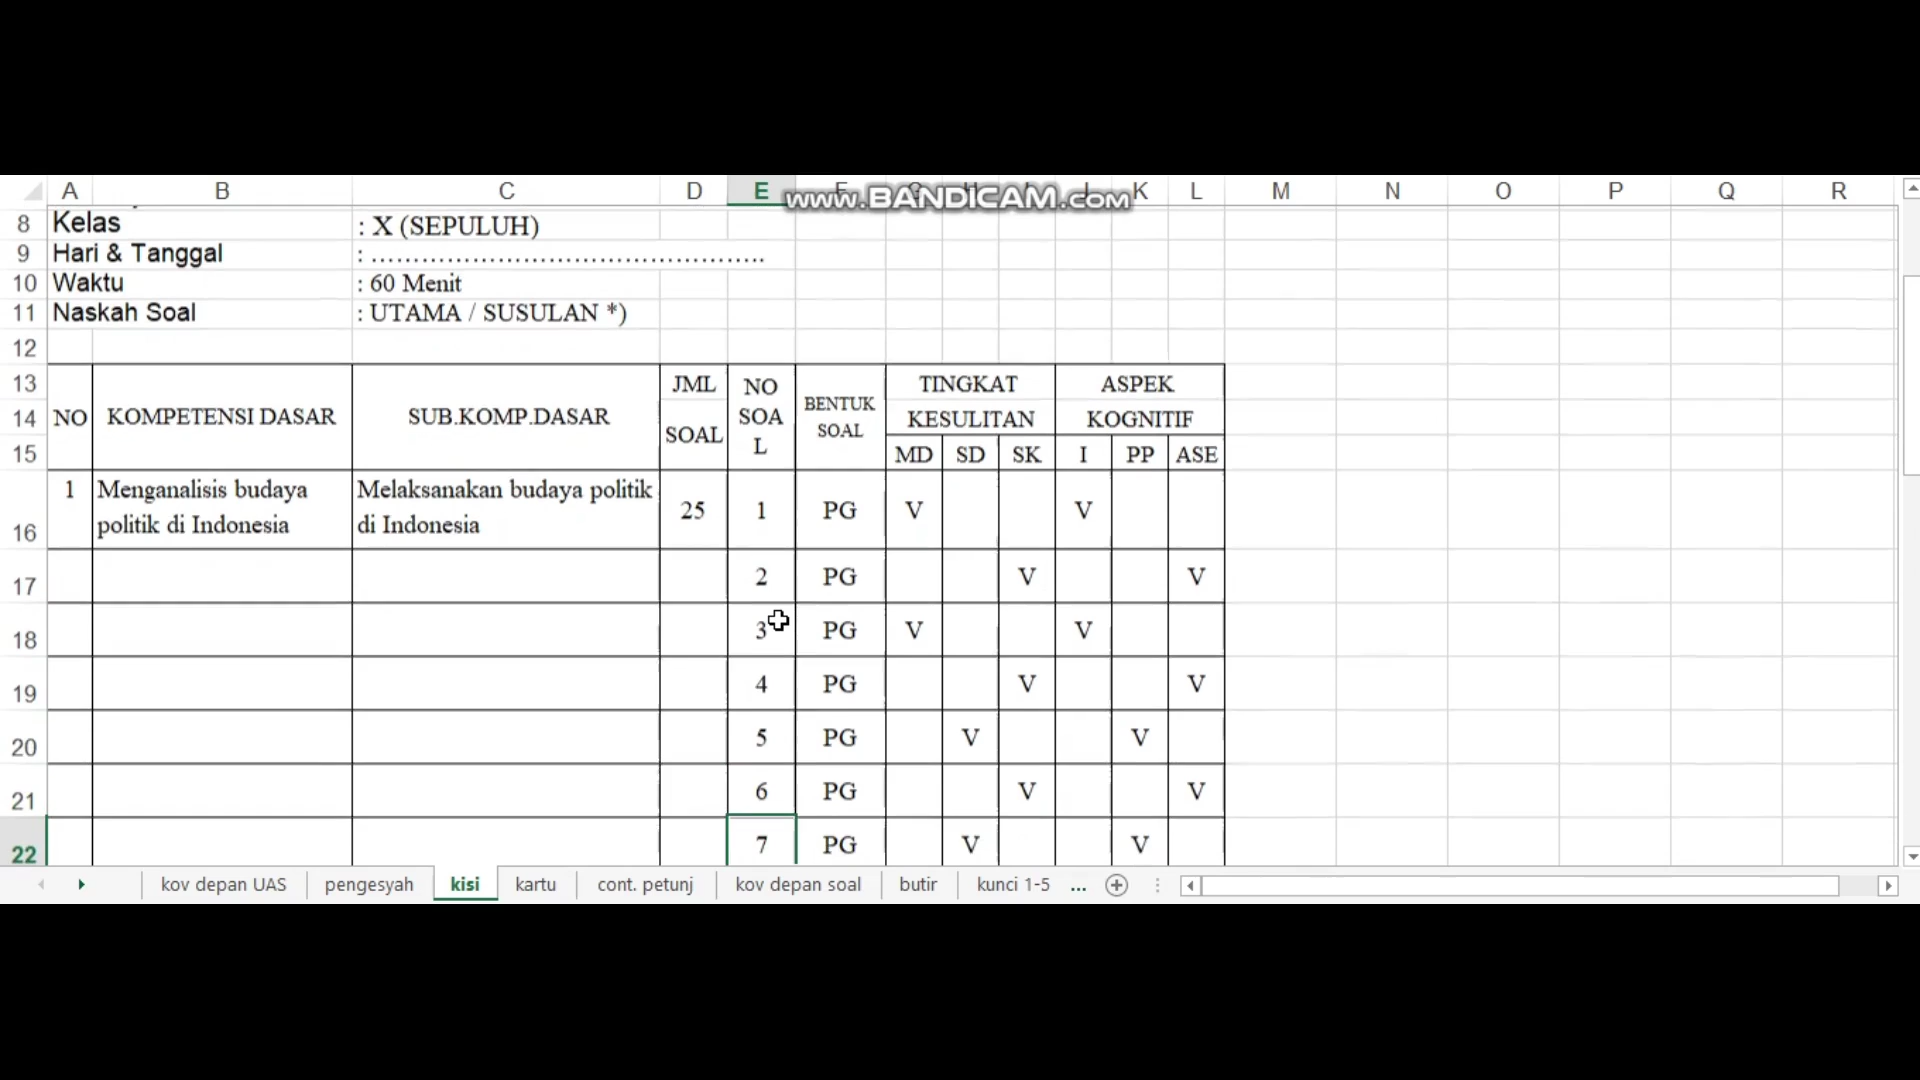 www.BANDICAM.com
A B C D E K L M N O P Q R
8 Kelas : X (SEPULUH)
9 Hari & Tanggal : ..................................................
10 Waktu : 60 Menit
11 Naskah Soal : UTAMA / SUSULAN *)
12
13 JML NO TINGKAT ASPEK
14 NO KOMPETENSI DASAR SUB.KOMP.DASAR SOAL SOA BENTUK SOAL KESULITAN KOGNITIF
15 L MD SD SK I PP ASE
16 1 Menganalisis budaya politik di Indonesia Melaksanakan budaya politik di Indonesia 25 1 PG V V
17 2 PG V V
18 3 PG V V
19 4 PG V V
20 5 PG V V
21 6 PG V V
22 7 PG V V
kov depan UAS pengesyah kisi kartu cont. petunj kov depan soal butir kunci 1-5 ...